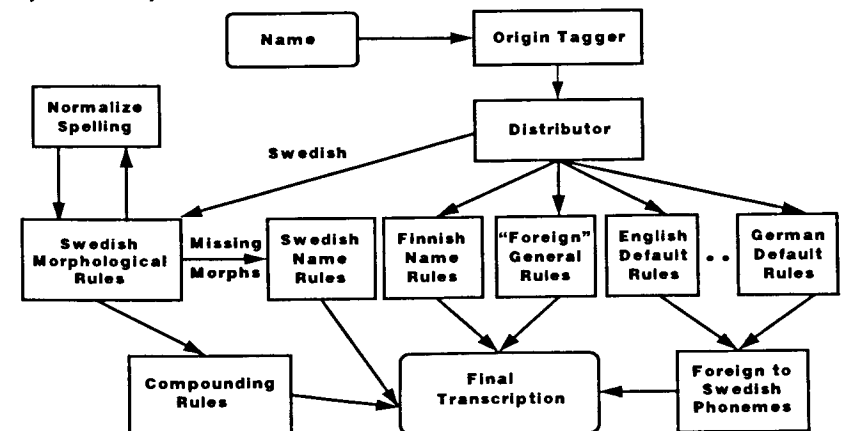 Name
Origin Tagger
Normalize
Spelling
Distributor
Swedish
Swedish
Morphological
Rules
Missing
Morphs
Swedish
Name
Rules
Finnish
Name
Rules
“Foreign”
General
Rules
English
Default
Rules
German
Default
Rules
Compounding
Rules
Final
Transcription
Foreign to
Swedish
Phonemes